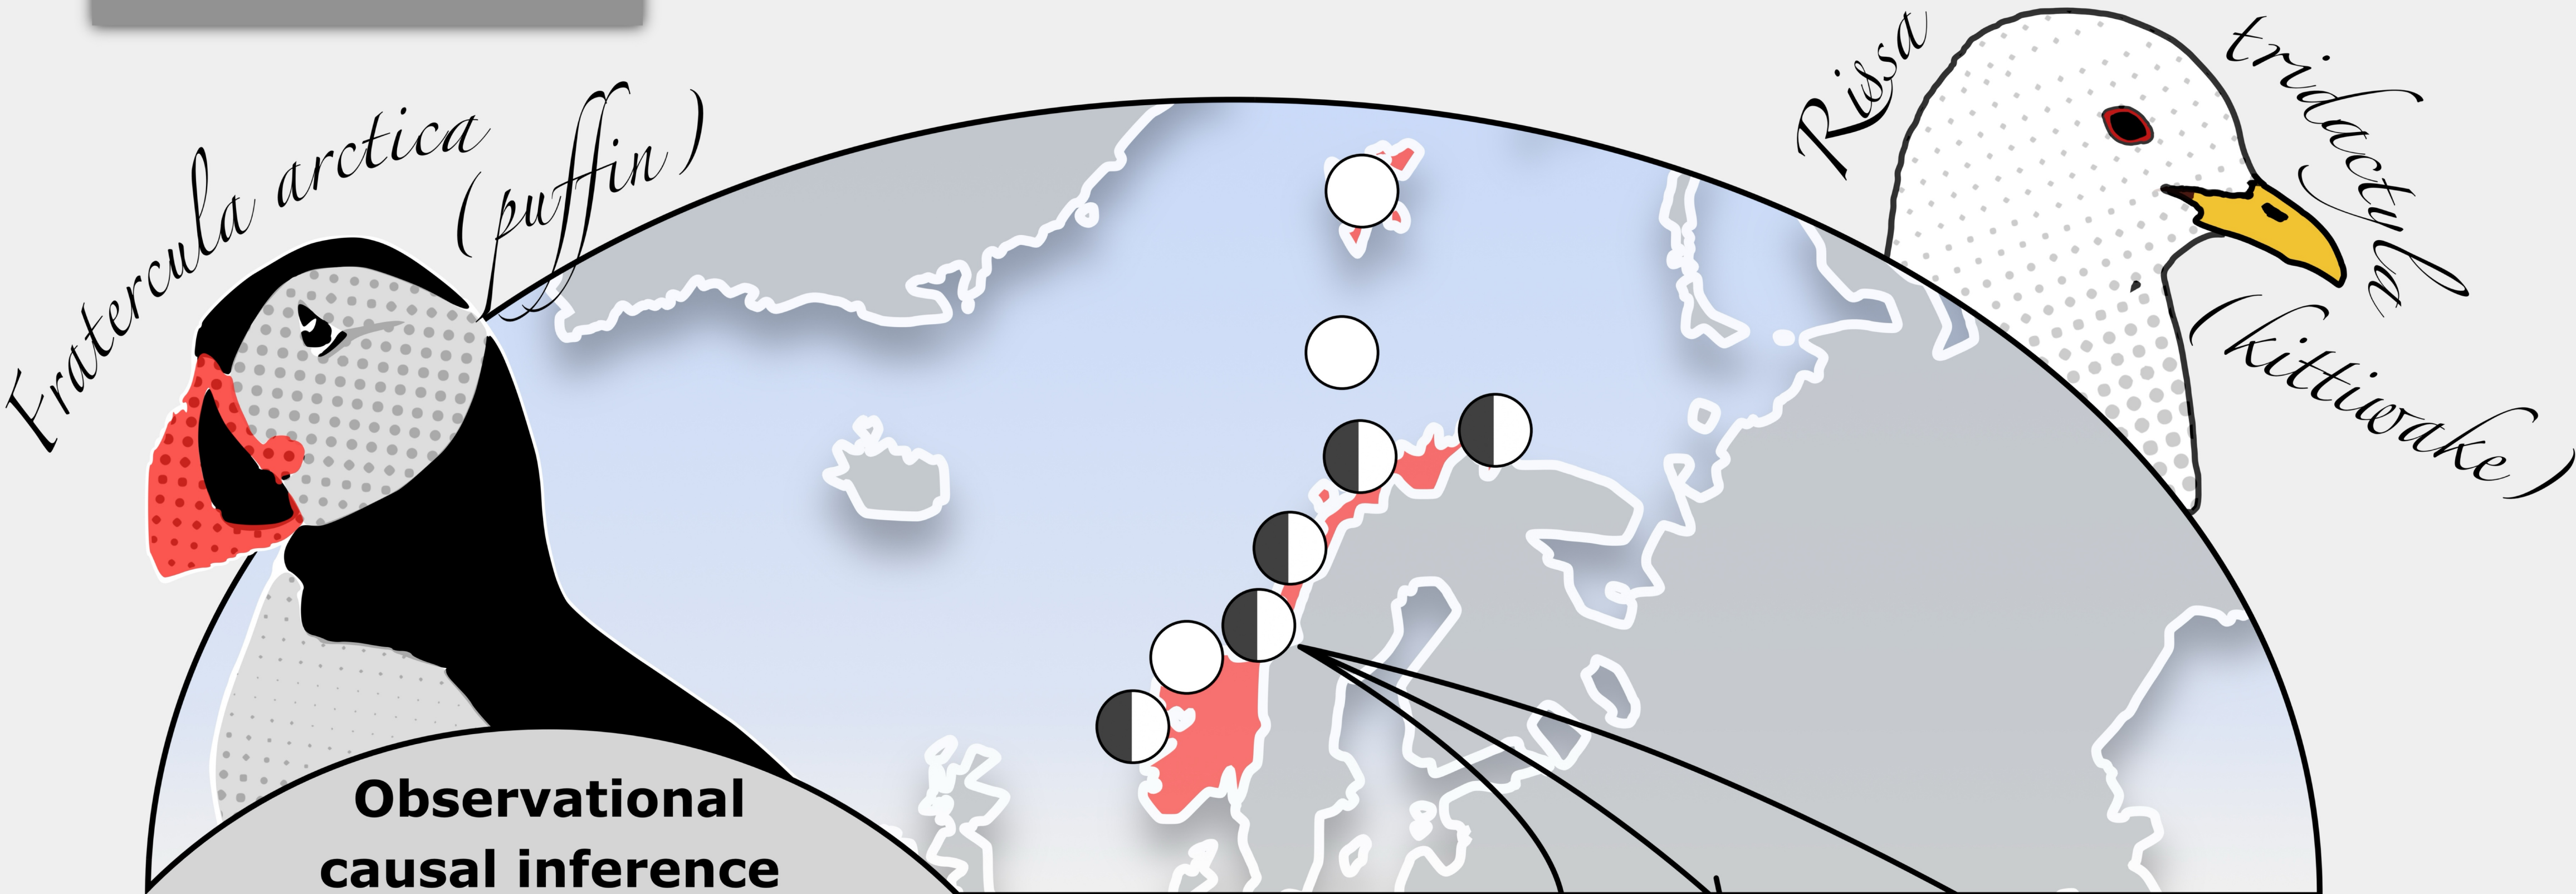 Fratercula arctica
(puffin)
Rissa tridactyla
(kittiwake)
Observational
causal inference